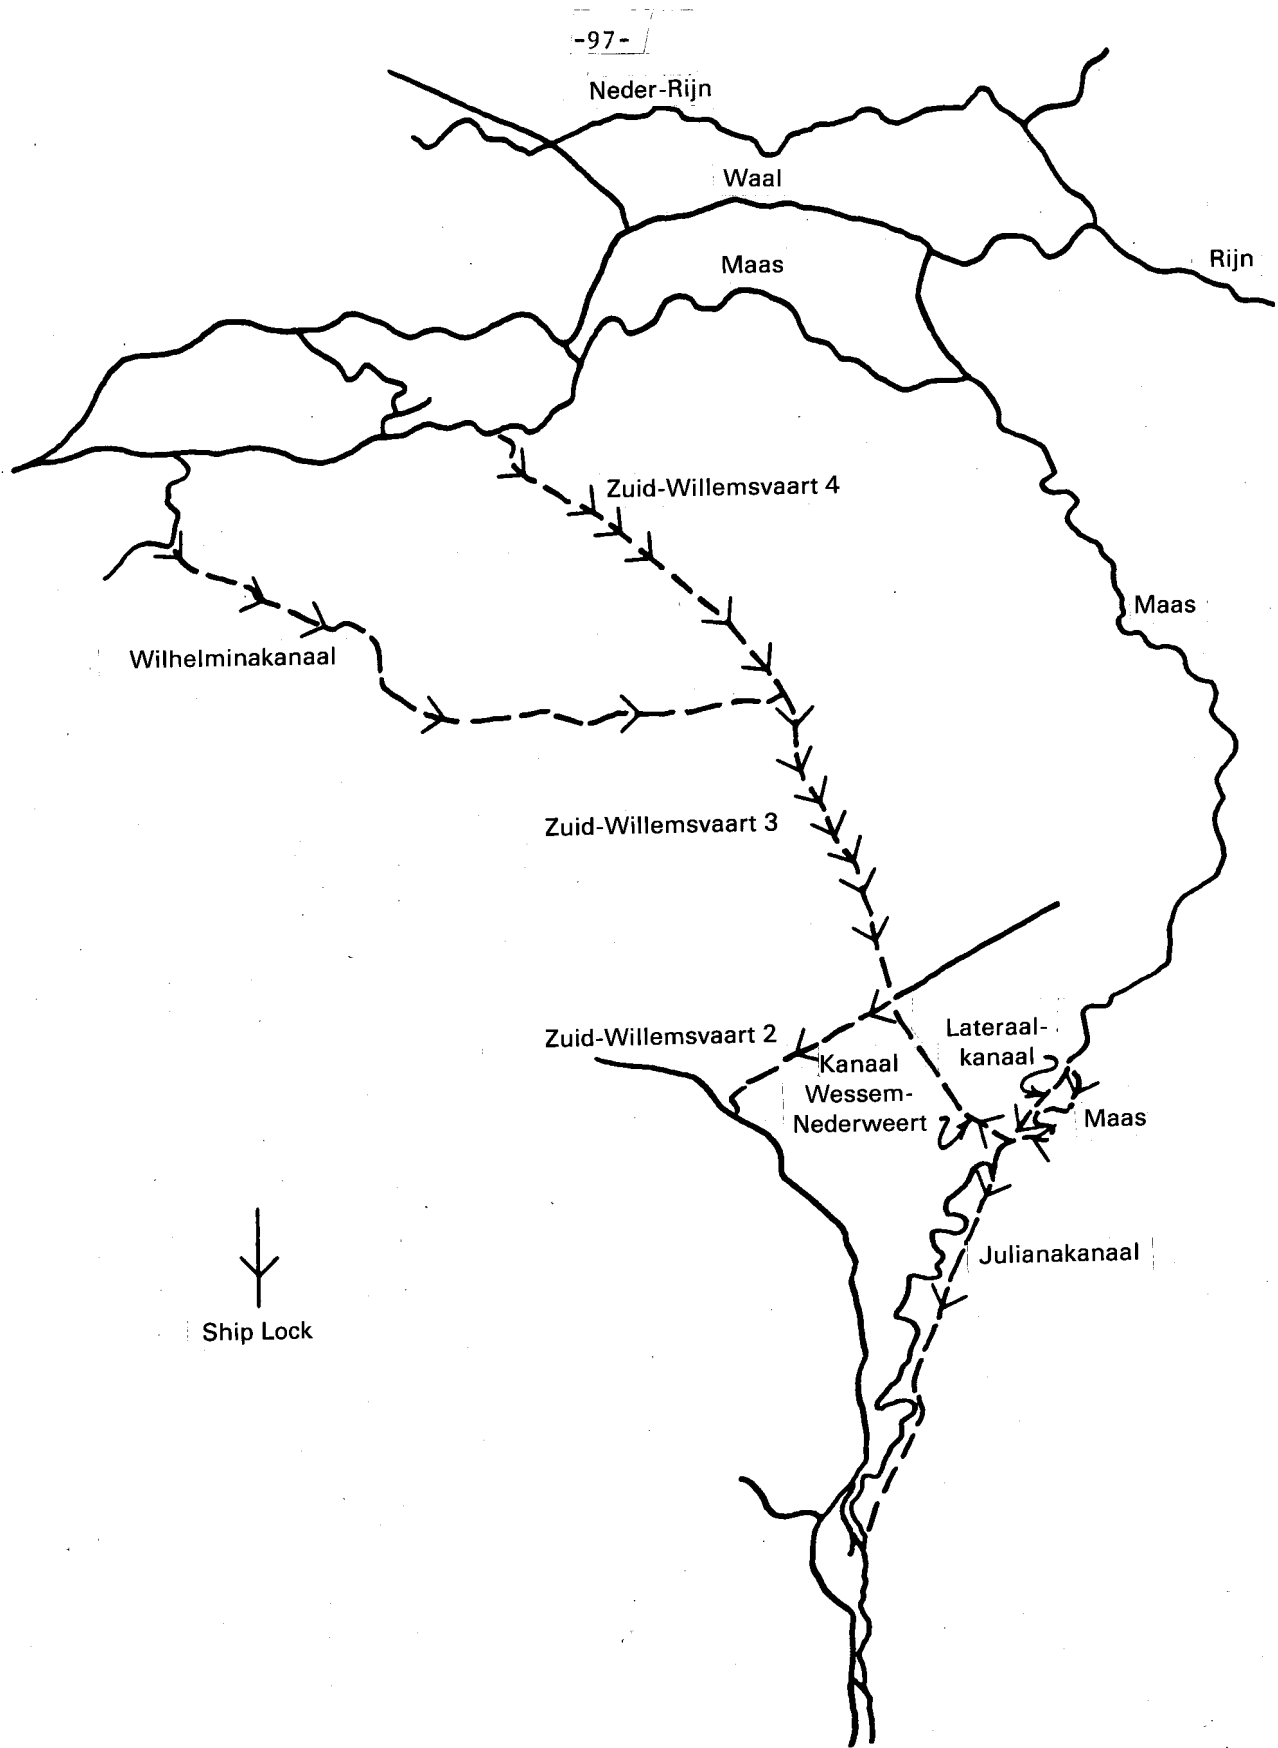 -97-
Neder-Rijn
Waal
Maas
Rijn
Zuid-Willemsvaart 4
Maas
Wilhelminakanaal
Zuid-Willemsvaart 3
Zuid-Willemsvaart 2
Lateraal-
kanaal
Kanaal
Wessem-
Nederweert
Maas
Julianakanaal
Ship Lock